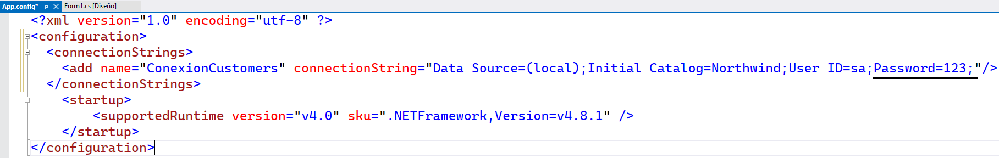 App.config* Form1.cs [Diseño]
<?xml version="1.0" encoding="utf-8" ?>
<configuration>
<connectionStrings>
<add name="ConexionCustomers" connectionString="Data Source=(local);Initial Catalog=Northwind;User ID=sa;Password=123;"/>
</connectionStrings>
<startup>
<supportedRuntime version="v4.0" sku=".NETFramework,Version=v4.8.1" />
</startup>
</configuration>